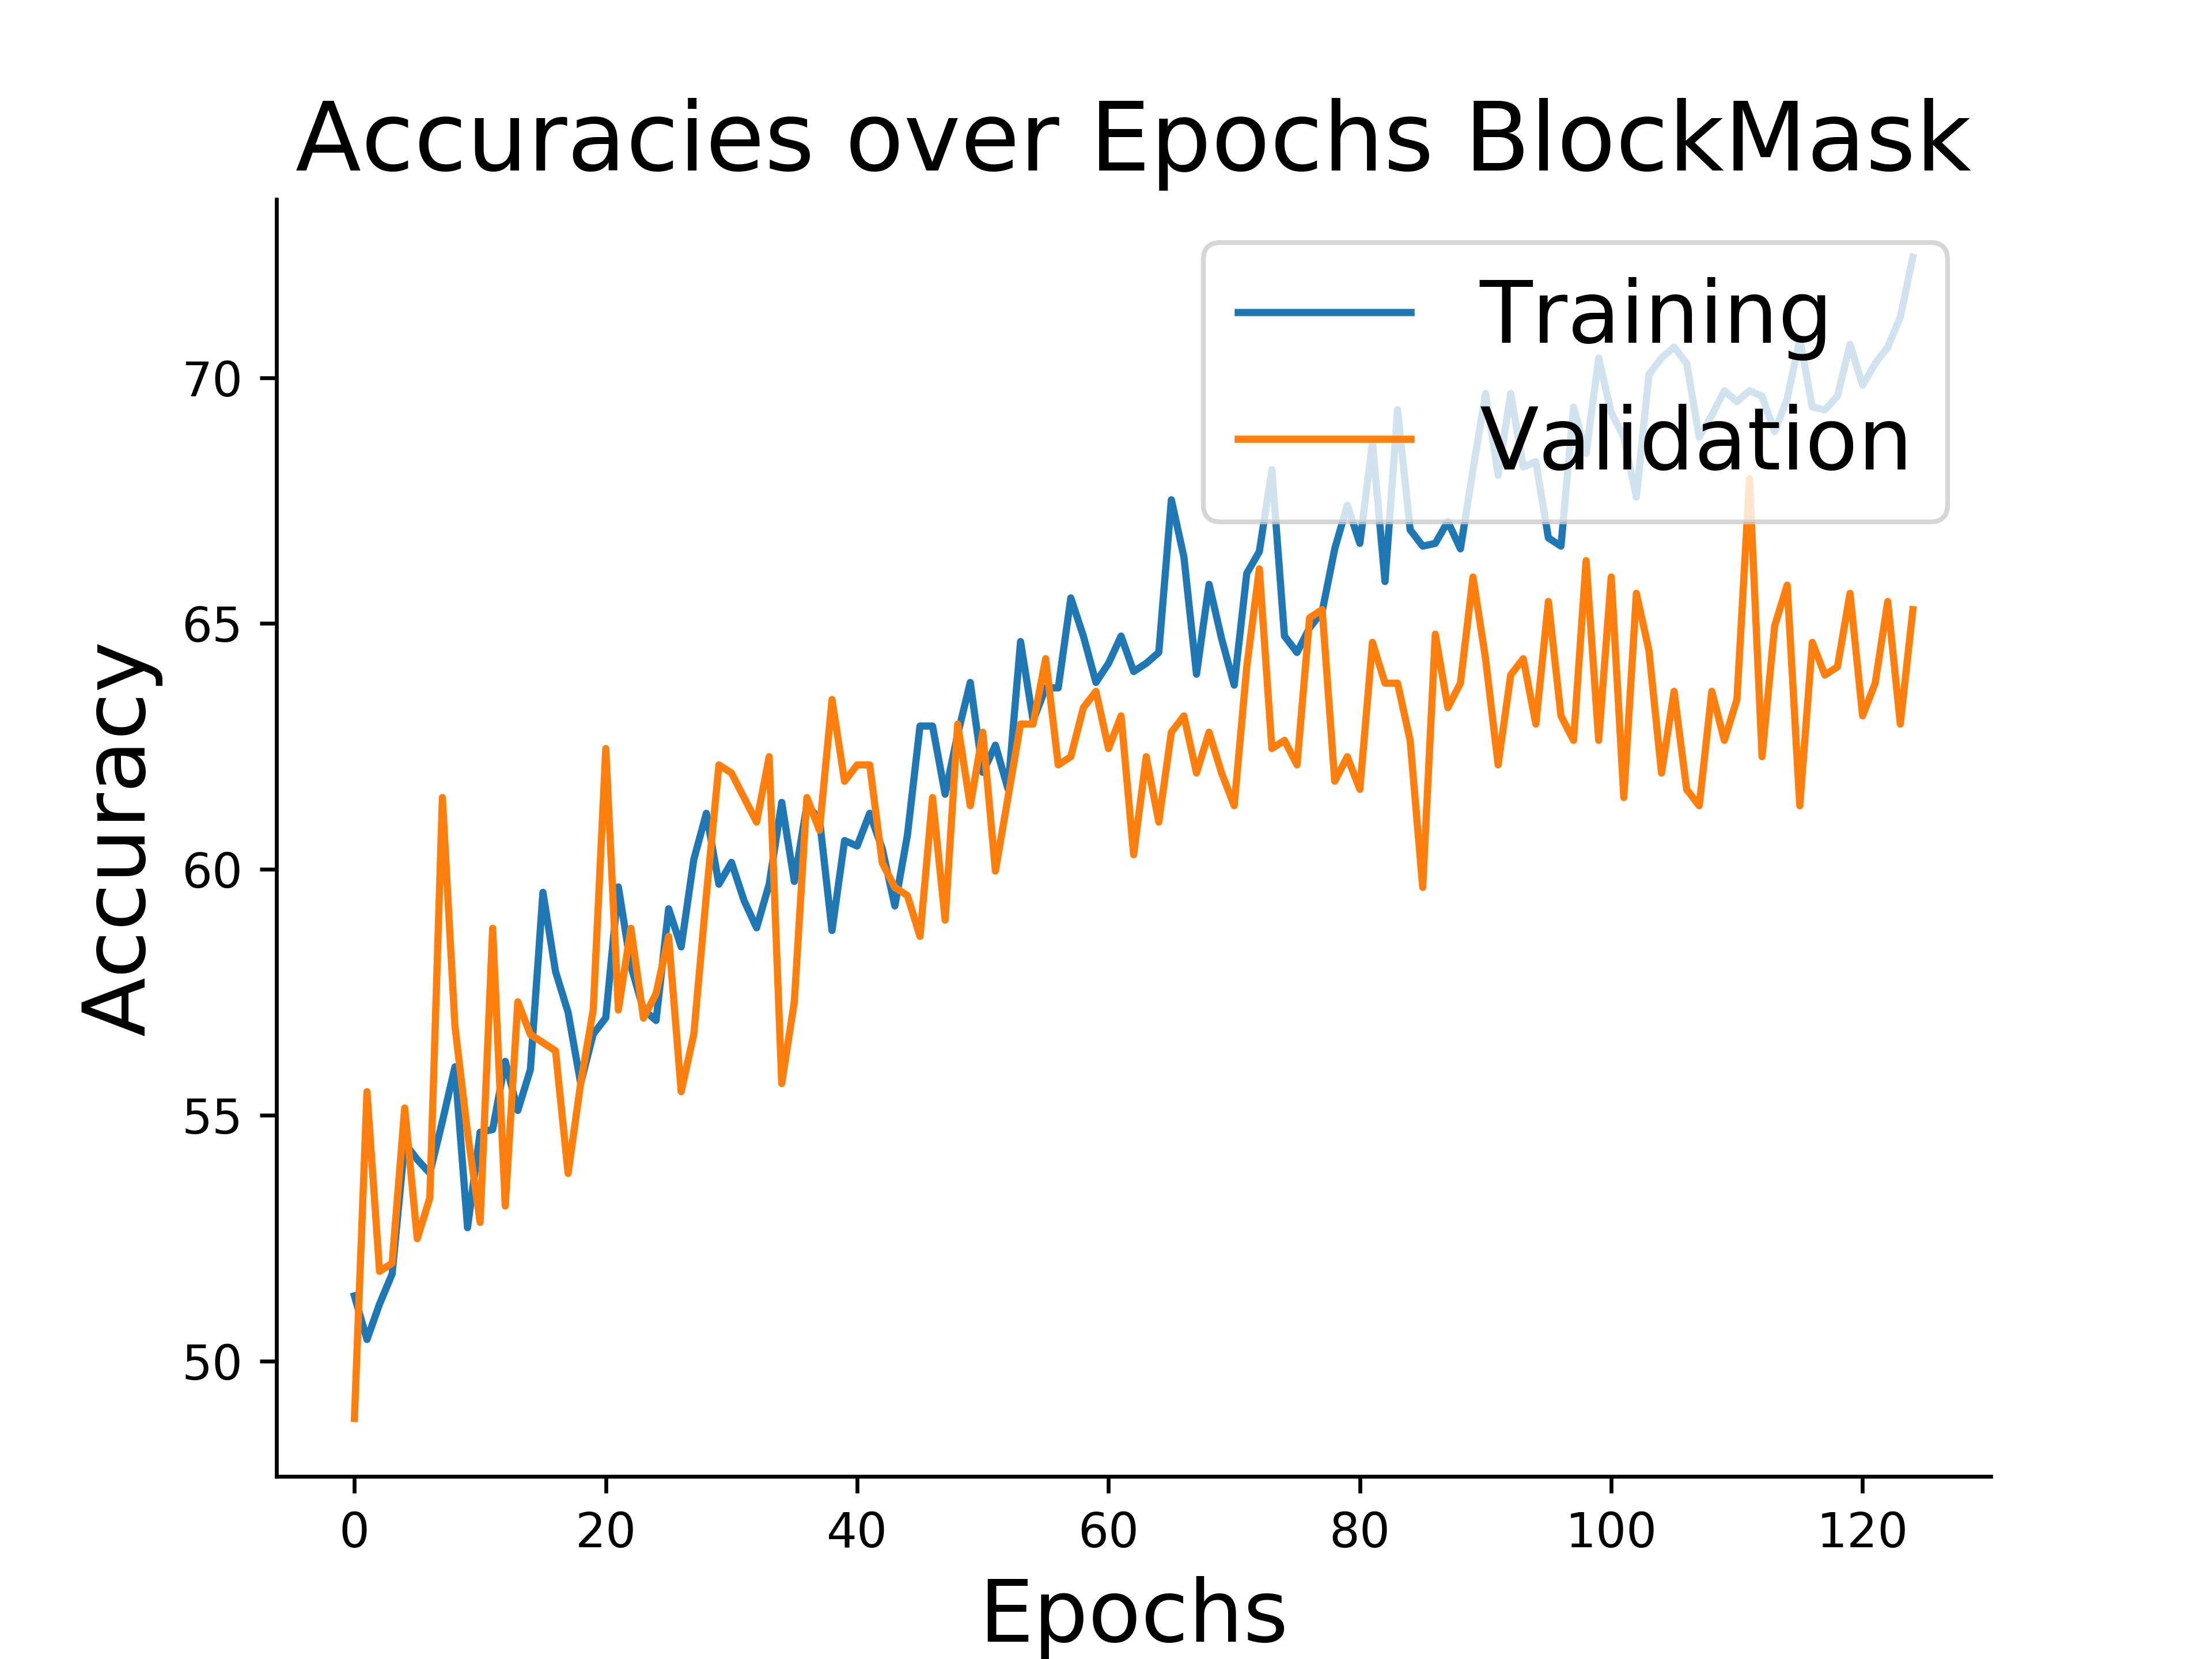 Accuracies over Epochs BlockMask
Training
Validation
Accuracy
70
65
60
55
50
0 20 40 60 80 100 120
Epochs